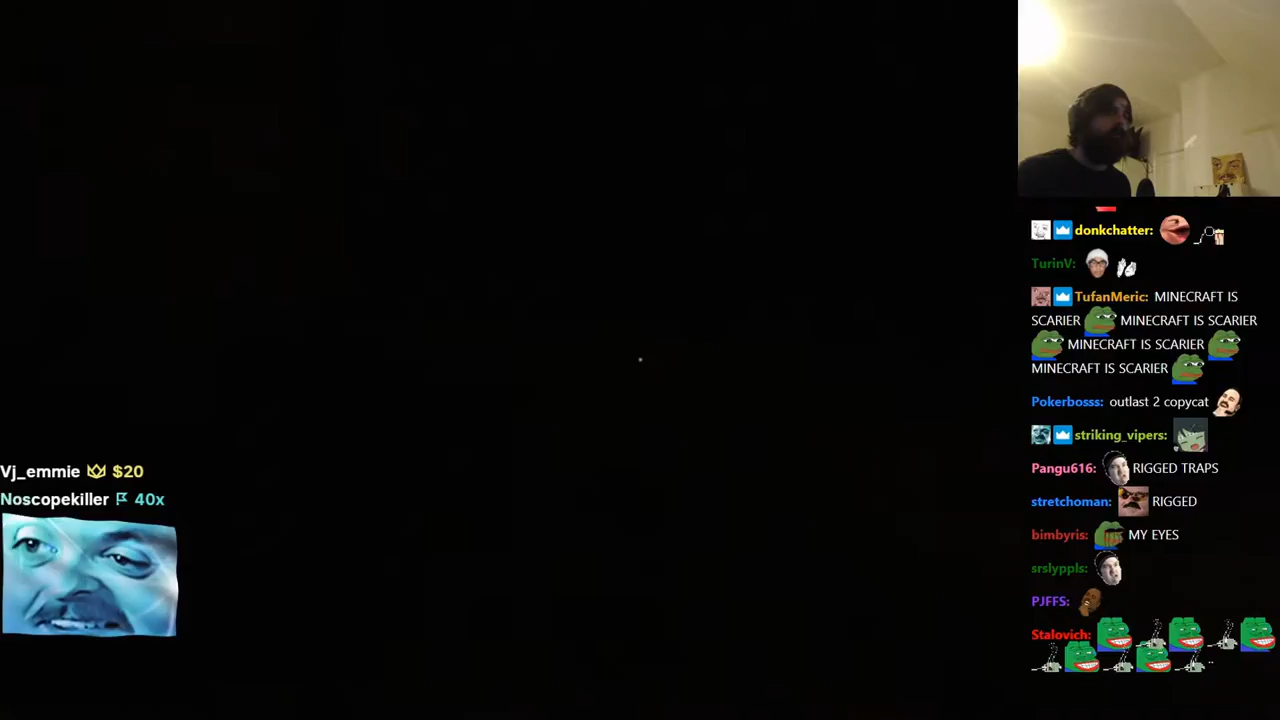 Vj_emmie $20
Noscopekiller 40x
donkchatter:
TurinV:
TufanMeric: MINECRAFT IS
SCARIER MINECRAFT IS SCARIER
MINECRAFT IS SCARIER
MINECRAFT IS SCARIER
Pokerbosss: outlast 2 copycat
striking_vipers:
Pangu616: RIGGED TRAPS
stretchoman: RIGGED
bimbyris: MY EYES
srslyppls:
PJFFS:
Stalovich: